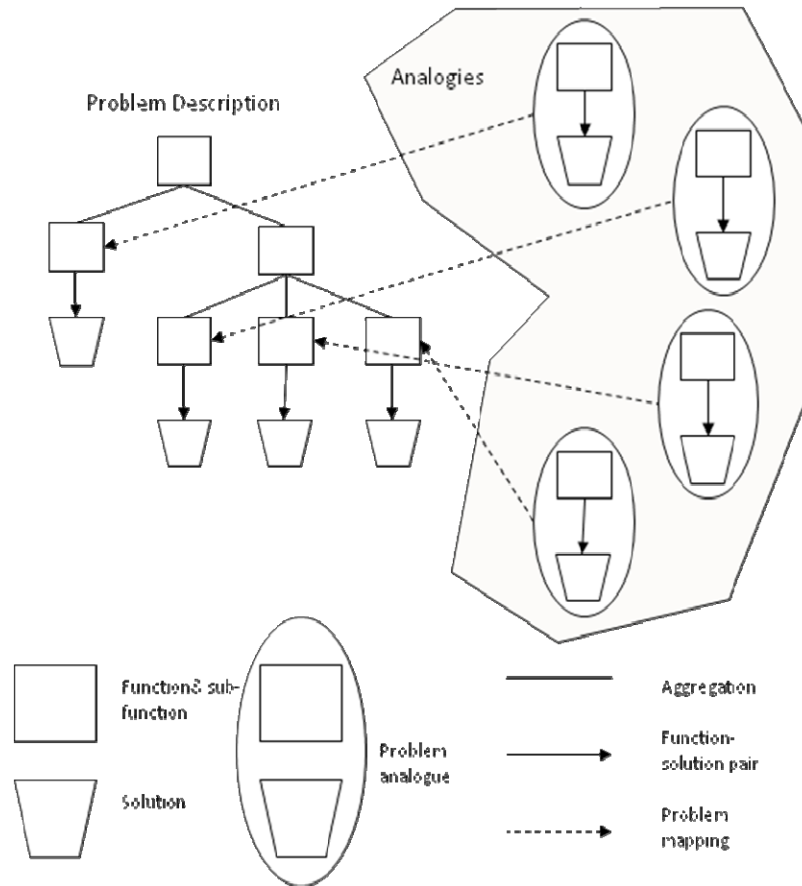 Analogies
Problem Description
Function& sub-
function
Solution
Problem
analogue
Aggregation
Function-
solution pair
Problem
mapping